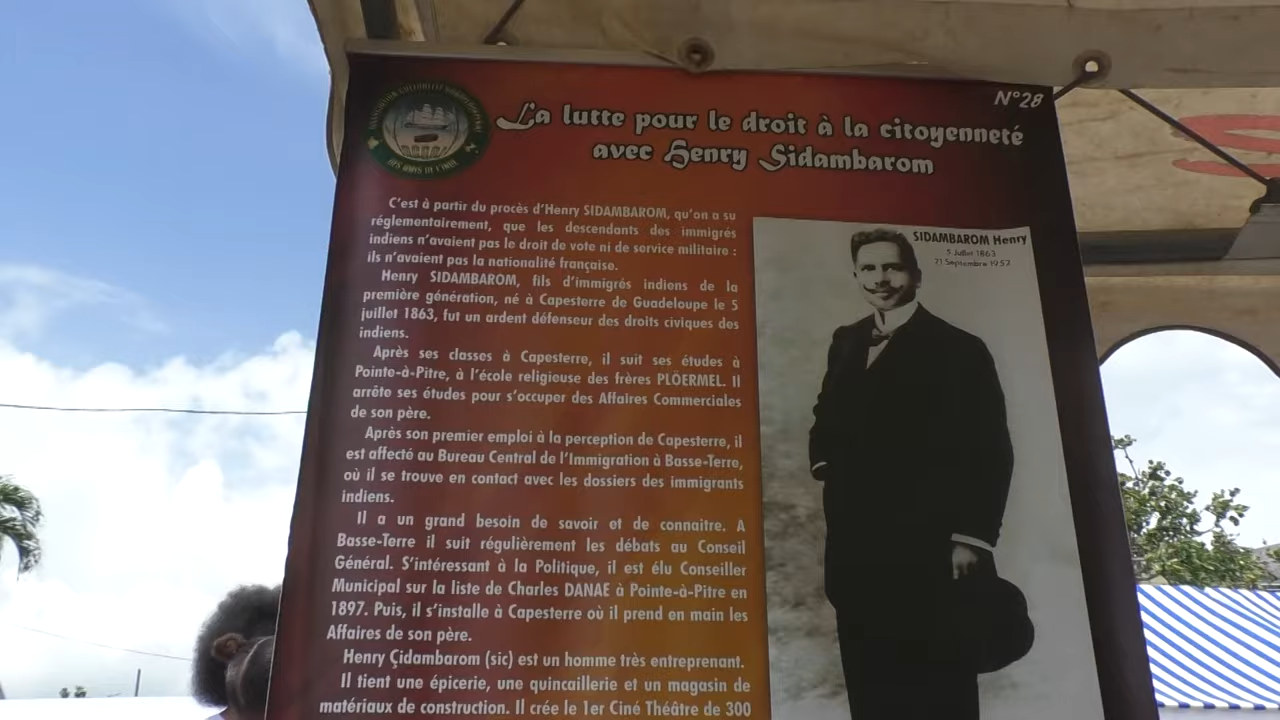 N°28
La lutte pour le droit à la citoyenneté
avec Henry Sidambarom
C'est à partir du procès d'Henry SIDAMBAROM, qu'on a su
réglementairement, que les descendants des immigrés
indiens n'avaient pas le droit de vote ni de service militaire :
ils n'avaient pas la nationalité française.
Henry SIDAMBAROM, fils d'immigrés indiens de la
première génération, né à Capesterre de Guadeloupe le 5
juillet 1863, fut un ardent défenseur des droits civiques des
indiens.
Après ses classes à Capesterre, il suit ses études à
Pointe-à-Pitre, à l'école religieuse des frères PLÖERMEL. Il
arrête ses études pour s'occuper des Affaires Commerciales
de son père.
Après son premier emploi à la perception de Capesterre, il
est affecté au Bureau Central de l'Immigration à Basse-Terre,
où il se trouve en contact avec les dossiers des immigrants
indiens.
Il a un grand besoin de savoir et de connaitre. A
Basse-Terre il suit régulièrement les débats au Conseil
Général. S'intéressant à la Politique, il est élu Conseiller
Municipal sur la liste de Charles DANAE à Pointe-à-Pitre en
1897. Puis, il s'installe à Capesterre où il prend en main les
Affaires de son père.
Henry Çidambarom (sic) est un homme très entreprenant.
Il tient une épicerie, une quincaillerie et un magasin de
matériaux de construction. Il crée le 1er Ciné Théâtre de 300
SIDAMBAROM Henry
5 Juillet 1863
21 Septembre 1952